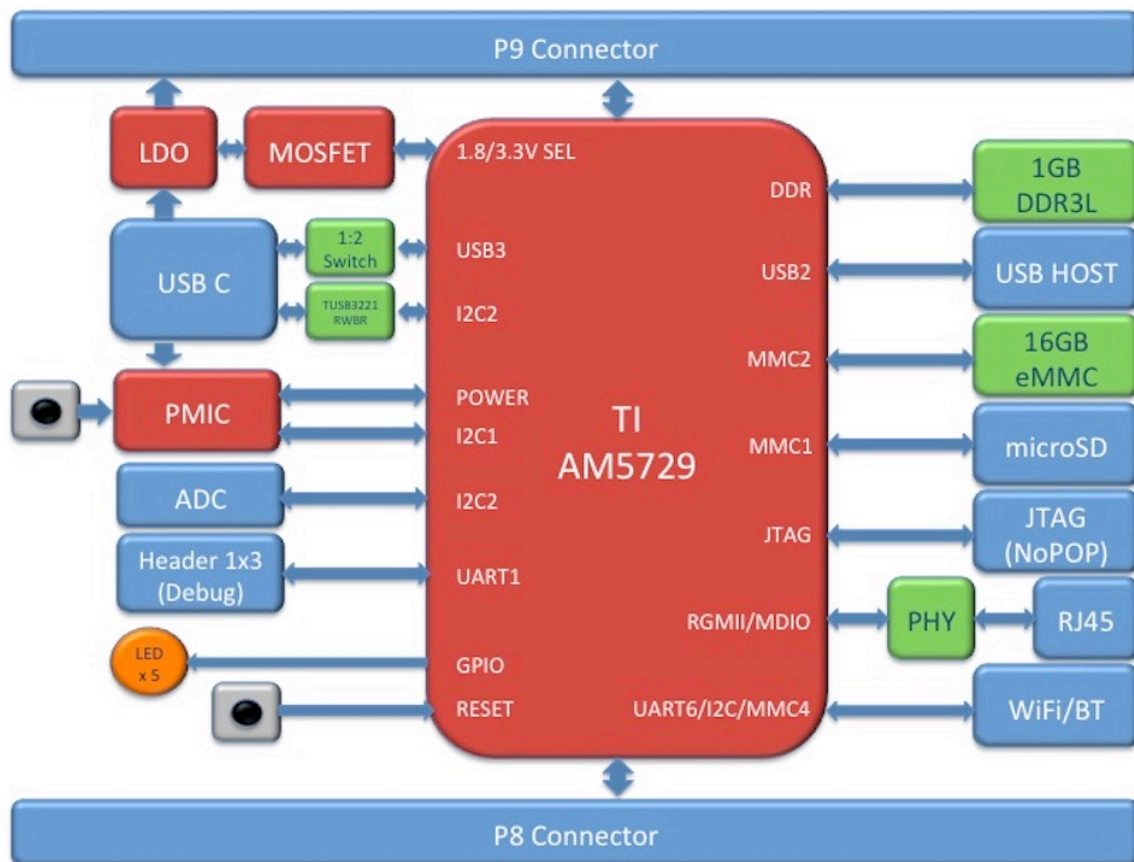 P9 Connector
LDO
MOSFET
1.8/3.3V SEL
DDR
1GB
DDR3L
USB C
1:2
Switch
USB3
USB2
USB HOST
TUSB3221
RWBR
I2C2
MMC2
16GB
eMMC
PMIC
POWER
I2C1
TI
AM5729
MMC1
microSD
ADC
I2C2
JTAG
JTAG
(NoPOP)
Header 1x3
(Debug)
UART1
RGMII/MDIO
PHY
RJ45
LED
x 5
GPIO
RESET
UART6/I2C/MMC4
WiFi/BT
P8 Connector